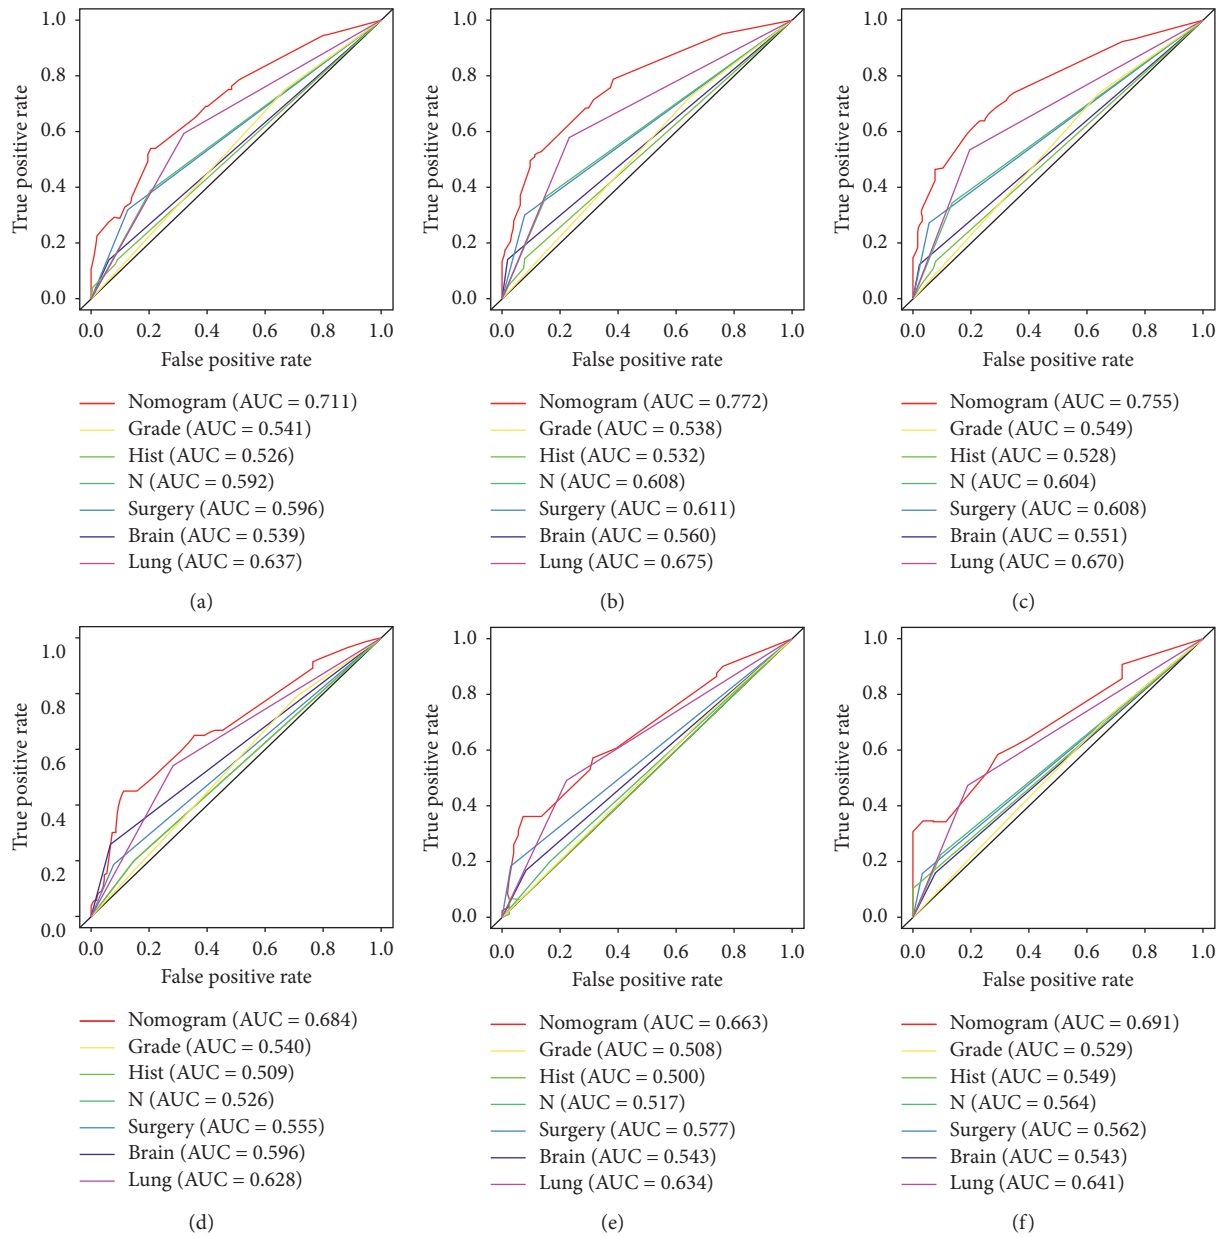 1.0
0.8
0.6
0.4
0.2
0.0
True positive rate
0.0 0.2 0.4 0.6 0.8 1.0
False positive rate
Nomogram (AUC = 0.711)
Grade (AUC = 0.541)
Hist (AUC = 0.526)
N (AUC = 0.592)
Surgery (AUC = 0.596)
Brain (AUC = 0.539)
Lung (AUC = 0.637)
(a)
1.0
0.8
0.6
0.4
0.2
0.0
True positive rate
0.0 0.2 0.4 0.6 0.8 1.0
False positive rate
Nomogram (AUC = 0.772)
Grade (AUC = 0.538)
Hist (AUC = 0.532)
N (AUC = 0.608)
Surgery (AUC = 0.611)
Brain (AUC = 0.560)
Lung (AUC = 0.675)
(b)
1.0
0.8
0.6
0.4
0.2
0.0
True positive rate
0.0 0.2 0.4 0.6 0.8 1.0
False positive rate
Nomogram (AUC = 0.755)
Grade (AUC = 0.549)
Hist (AUC = 0.528)
N (AUC = 0.604)
Surgery (AUC = 0.608)
Brain (AUC = 0.551)
Lung (AUC = 0.670)
(c)
1.0
0.8
0.6
0.4
0.2
0.0
True positive rate
0.0 0.2 0.4 0.6 0.8 1.0
False positive rate
Nomogram (AUC = 0.684)
Grade (AUC = 0.540)
Hist (AUC = 0.509)
N (AUC = 0.526)
Surgery (AUC = 0.555)
Brain (AUC = 0.596)
Lung (AUC = 0.628)
(d)
1.0
0.8
0.6
0.4
0.2
0.0
True positive rate
0.0 0.2 0.4 0.6 0.8 1.0
False positive rate
Nomogram (AUC = 0.663)
Grade (AUC = 0.508)
Hist (AUC = 0.500)
N (AUC = 0.517)
Surgery (AUC = 0.577)
Brain (AUC = 0.543)
Lung (AUC = 0.634)
(e)
1.0
0.8
0.6
0.4
0.2
0.0
True positive rate
0.0 0.2 0.4 0.6 0.8 1.0
False positive rate
Nomogram (AUC = 0.691)
Grade (AUC = 0.529)
Hist (AUC = 0.549)
N (AUC = 0.564)
Surgery (AUC = 0.562)
Brain (AUC = 0.543)
Lung (AUC = 0.641)
(f)